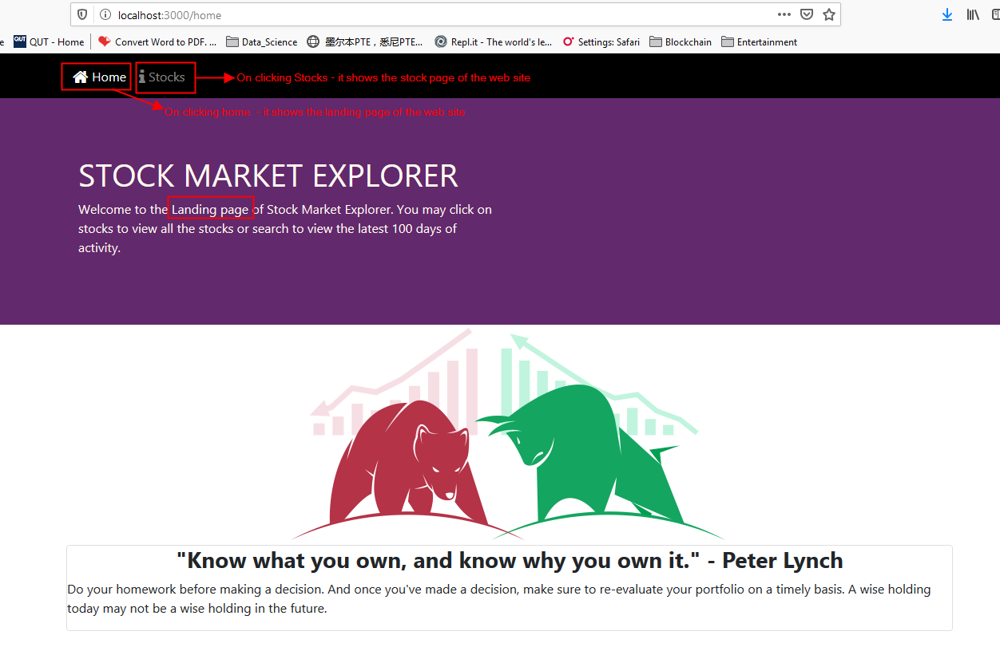 localhost:3000/home
e QUT QUT - Home Convert Word to PDF. ... Data_Science 墨尔本PTE，悉尼PTE... Repl.it - The world's le... Settings: Safari Blockchain Entertainment
Home Stocks On clicking Stocks - it shows the stock page of the web site
On clicking home - it shows the landing page of the web site
STOCK MARKET EXPLORER
Welcome to the Landing page of Stock Market Explorer. You may click on
stocks to view all the stocks or search to view the latest 100 days of
activity.
"Know what you own, and know why you own it." - Peter Lynch
Do your homework before making a decision. And once you've made a decision, make sure to re-evaluate your portfolio on a timely basis. A wise holding
today may not be a wise holding in the future.